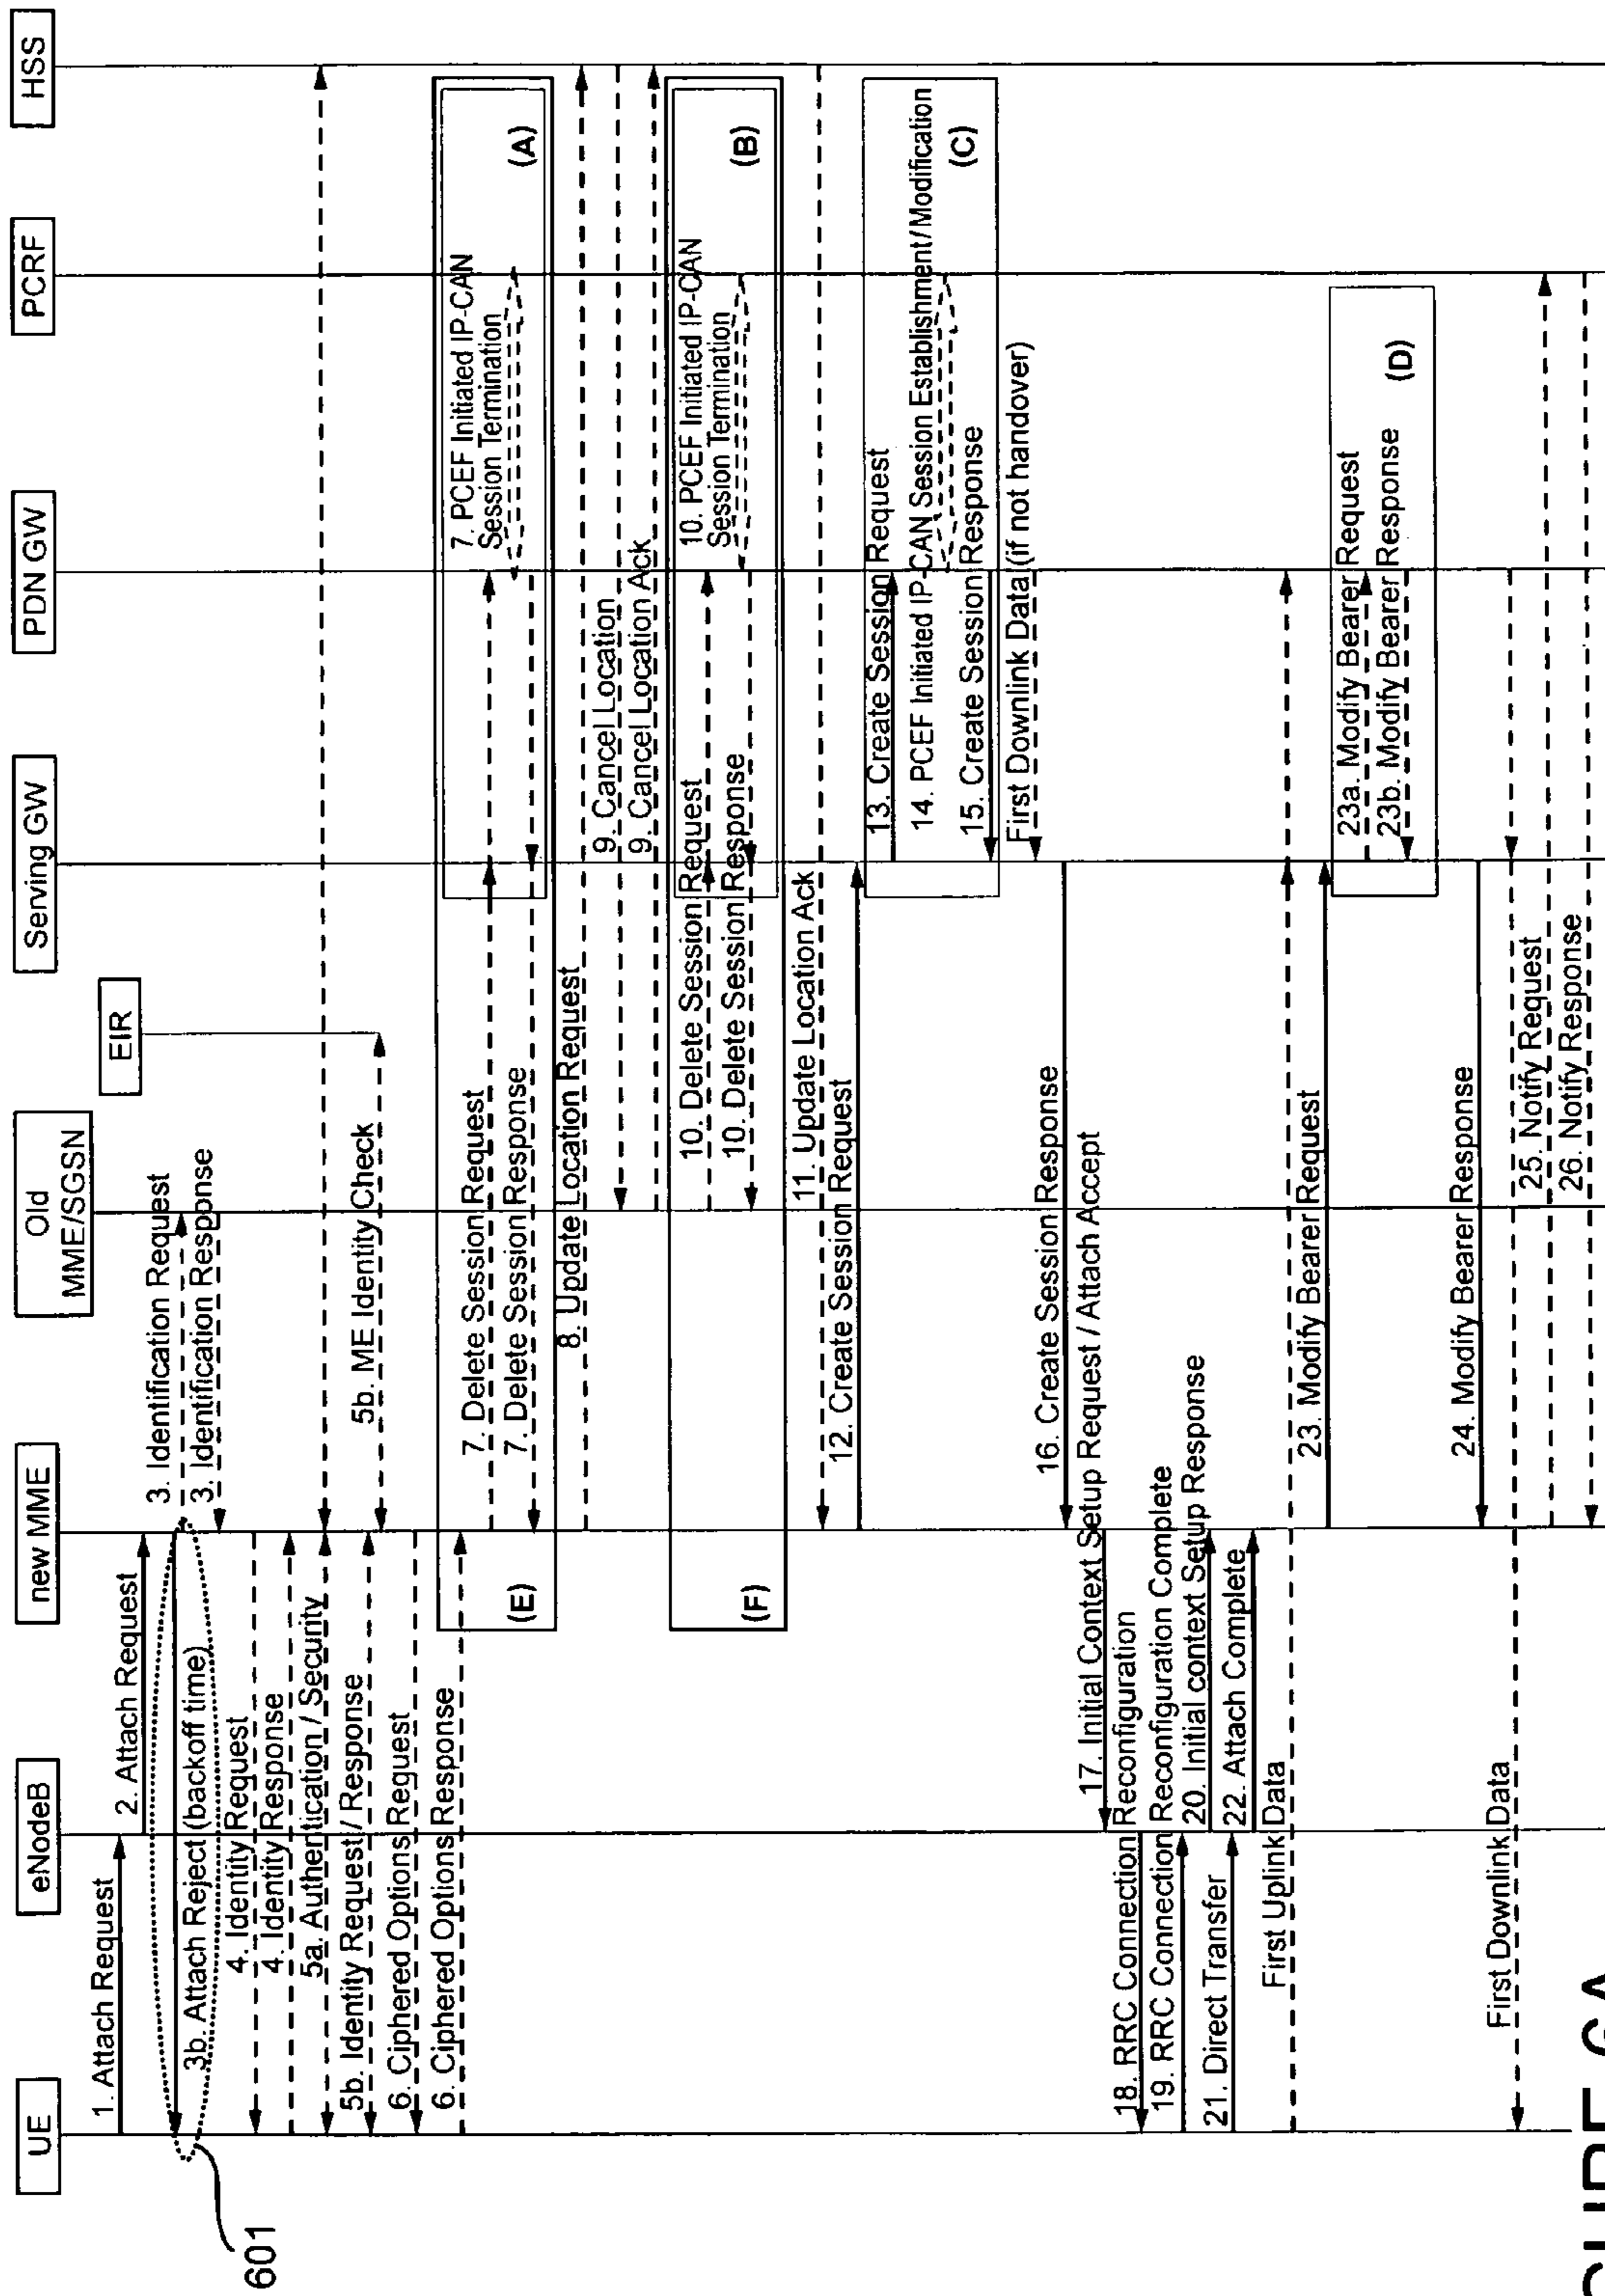 UE
eNodeB
new MME
Old
MME/SGSN
EIR
Serving GW
PDN GW
PCRF
HSS
1. Attach Request
2. Attach Request
3. Identification Request
3. Identification Response
3b. Attach Reject (backoff time)
601
4. Identity Request
4. Identity Response
5a. Authentication / Security
5b. Identity Request / Response
5b. ME Identity Check
6. Ciphered Options Request
6. Ciphered Options Response
7. Delete Session Request
7. PCEF Initiated IP-CAN
Session Termination
7. Delete Session Response
(E)
(A)
8. Update Location Request
9. Cancel Location
9. Cancel Location Ack
10. Delete Session Request
10. PCEF Initiated IP-CAN
Session Termination
10. Delete Session Response
(F)
(B)
11. Update Location Ack
12. Create Session Request
13. Create Session Request
14. PCEF Initiated IP-CAN Session Establishment/Modification
15. Create Session Response
(C)
First Downlink Data (if not handover)
16. Create Session Response
17. Initial Context Setup Request / Attach Accept
18. RRC Connection Reconfiguration
19. RRC Connection Reconfiguration Complete
20. Initial context Setup Response
21. Direct Transfer
22. Attach Complete
First Uplink Data
23. Modify Bearer Request
23a. Modify Bearer Request
23b. Modify Bearer Response
(D)
24. Modify Bearer Response
First Downlink Data
25. Notify Request
26. Notify Response